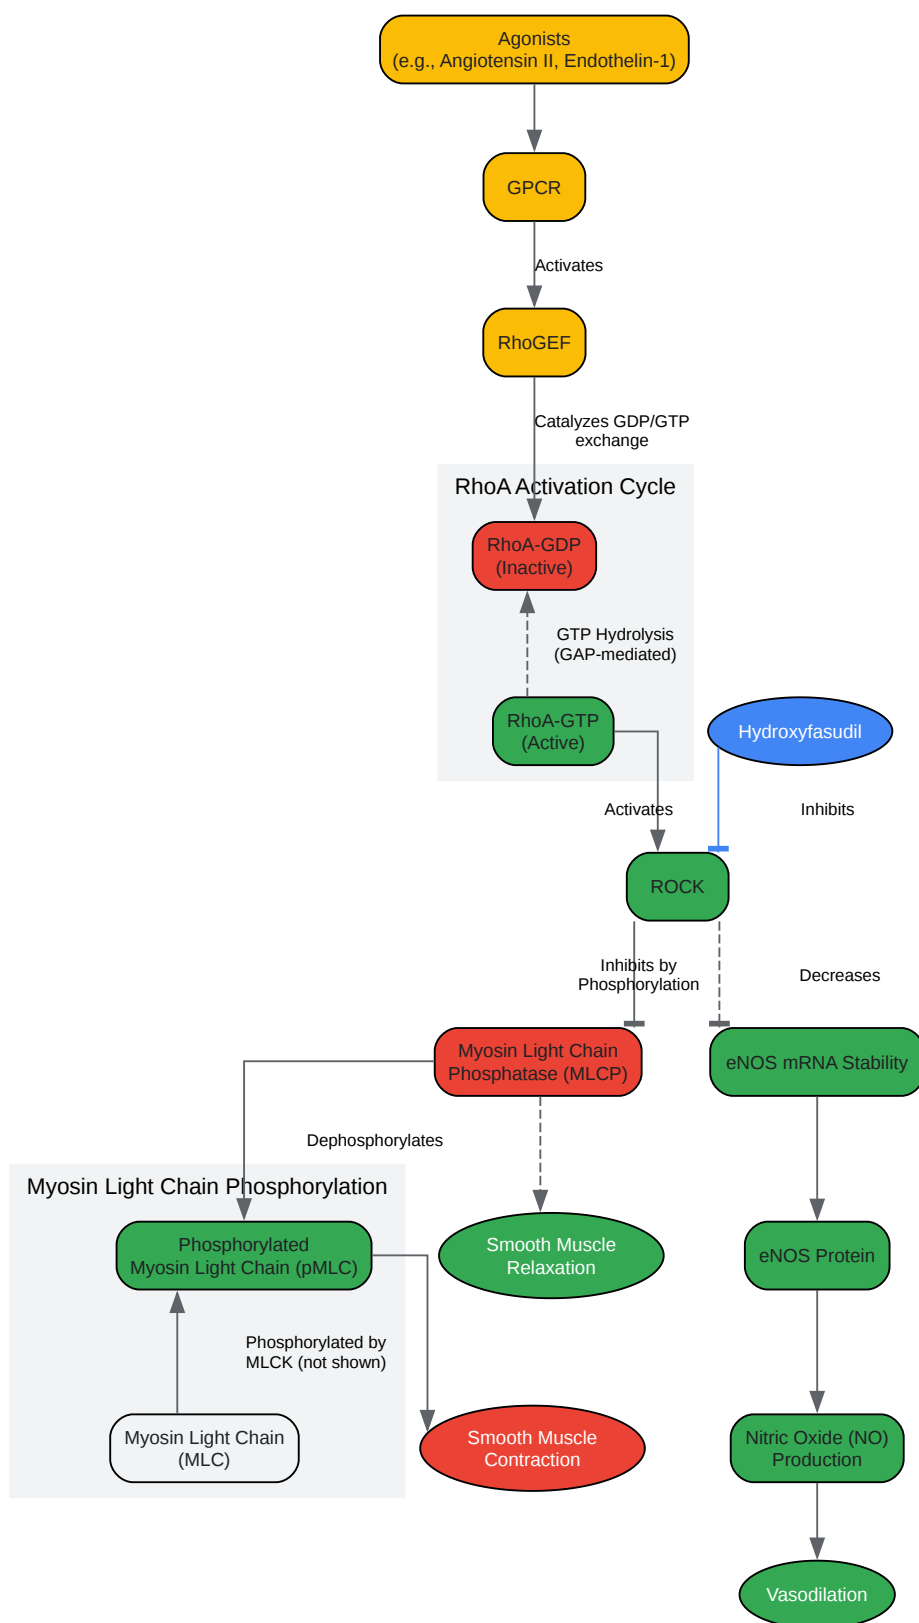 Agonists
(e.g., Angiotensin II, Endothelin-1)
GPCR
Activates
RhoGEF
Catalyzes GDP/GTP
exchange
RhoA Activation Cycle
RhoA-GDP
(Inactive)
GTP Hydrolysis
(GAP-mediated)
RhoA-GTP
(Active)
Hydroxyfasudil
Activates
Inhibits
ROCK
Inhibits by
Phosphorylation
Decreases
Myosin Light Chain
Phosphatase (MLCP)
eNOS mRNA Stability
Dephosphorylates
Myosin Light Chain Phosphorylation
Phosphorylated
Myosin Light Chain (pMLC)
Smooth Muscle
Relaxation
eNOS Protein
Phosphorylated by
MLCK (not shown)
Myosin Light Chain
(MLC)
Smooth Muscle
Contraction
Nitric Oxide (NO)
Production
Vasodilation